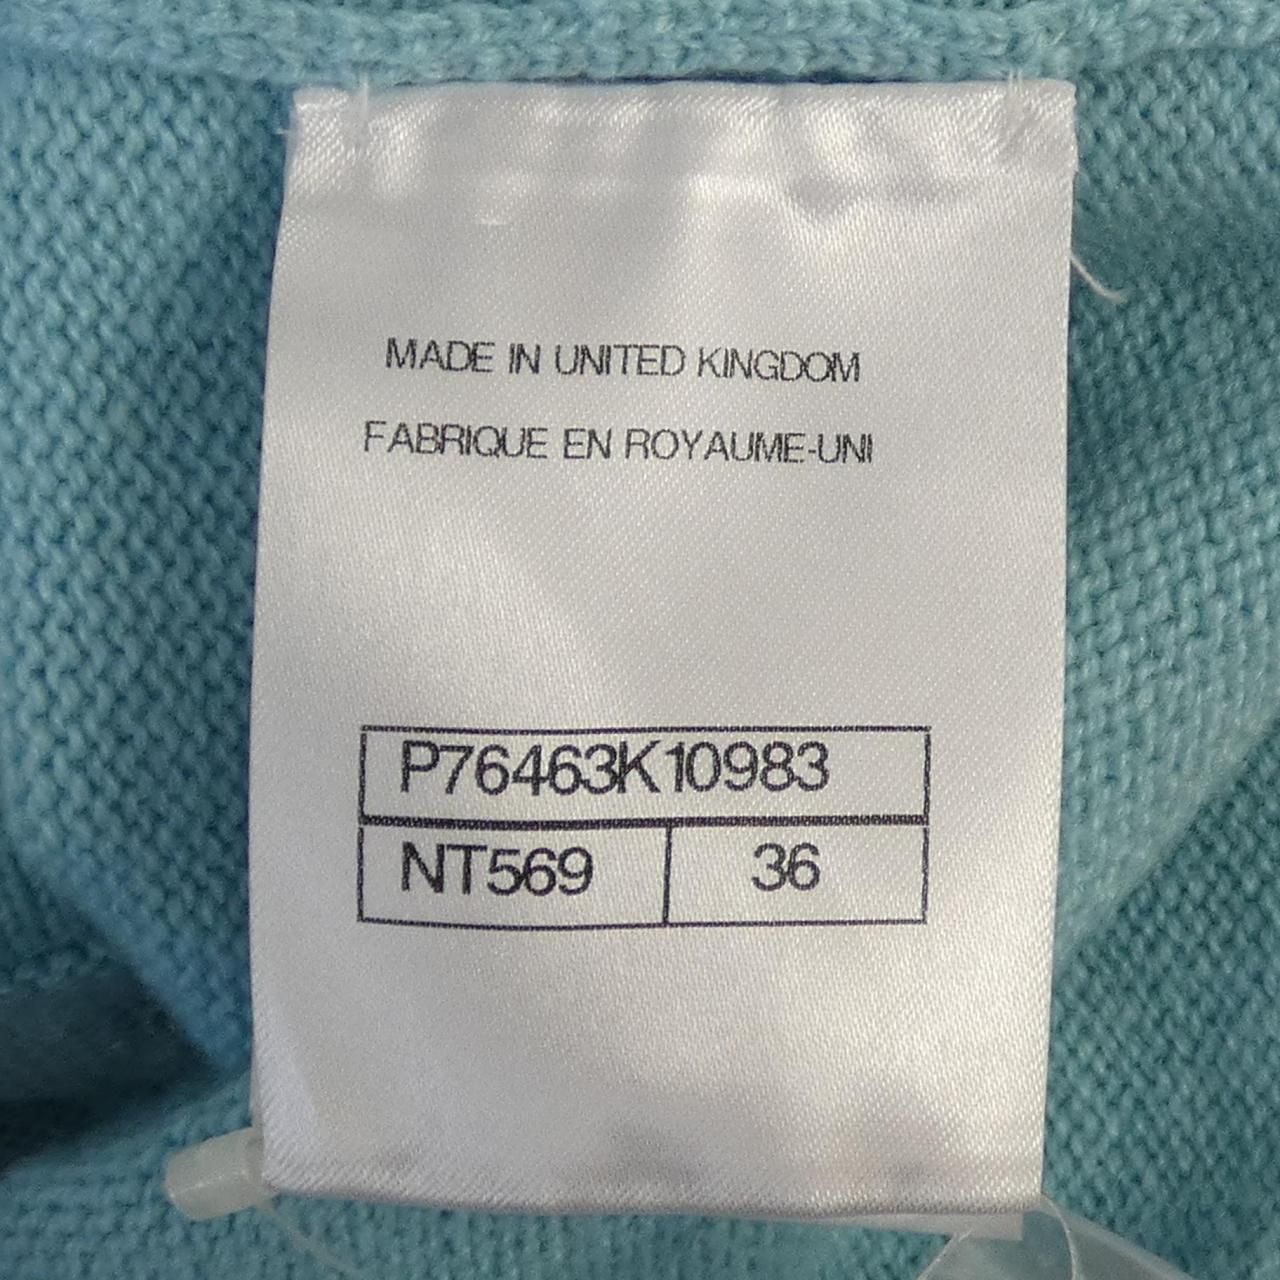 MADE IN UNITED KINGDOM
FABRIQUE EN ROYAUME-UNI
P76463K10983
NT569 36